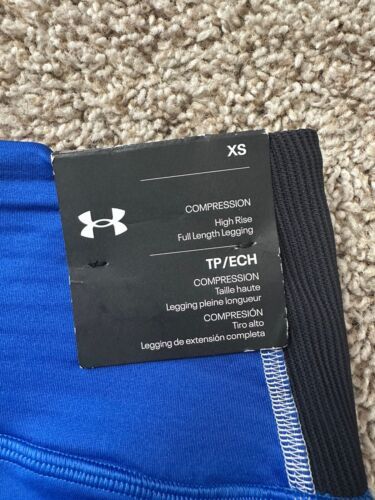 XS
COMPRESSION
High Rise
Full Length Legging
TP/ECH
COMPRESSION
Taille haute
Legging pleine longueur
COMPRESIÓN
Tiro alto
Legging de extensión completa